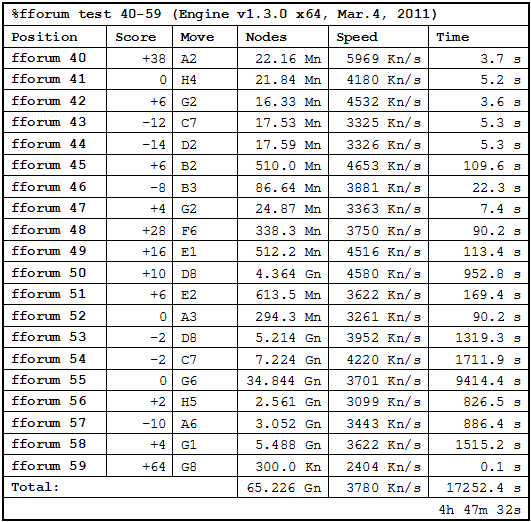 %fforum test 40-59 (Engine v1.3.0 x64, Mar.4, 2011)
Position Score Move Nodes Speed Time
fforum 40 +38 A2 22.16 Mn 5969 Kn/s 3.7 s
fforum 41 0 H4 21.84 Mn 4180 Kn/s 5.2 s
fforum 42 +6 G2 16.33 Mn 4532 Kn/s 3.6 s
fforum 43 -12 C7 17.53 Mn 3325 Kn/s 5.3 s
fforum 44 -14 D2 17.59 Mn 3326 Kn/s 5.3 s
fforum 45 +6 B2 510.0 Mn 4653 Kn/s 109.6 s
fforum 46 -8 B3 86.64 Mn 3881 Kn/s 22.3 s
fforum 47 +4 G2 24.87 Mn 3363 Kn/s 7.4 s
fforum 48 +28 F6 338.3 Mn 3750 Kn/s 90.2 s
fforum 49 +16 E1 512.2 Mn 4516 Kn/s 113.4 s
fforum 50 +10 D8 4.364 Gn 4580 Kn/s 952.8 s
fforum 51 +6 E2 613.5 Mn 3622 Kn/s 169.4 s
fforum 52 0 A3 294.3 Mn 3261 Kn/s 90.2 s
fforum 53 -2 D8 5.214 Gn 3952 Kn/s 1319.3 s
fforum 54 -2 C7 7.224 Gn 4220 Kn/s 1711.9 s
fforum 55 0 G6 34.844 Gn 3701 Kn/s 9414.4 s
fforum 56 +2 H5 2.561 Gn 3099 Kn/s 826.5 s
fforum 57 -10 A6 3.052 Gn 3443 Kn/s 886.4 s
fforum 58 +4 G1 5.488 Gn 3622 Kn/s 1515.2 s
fforum 59 +64 G8 300.0 Kn 2404 Kn/s 0.1 s
Total: 65.226 Gn 3780 Kn/s 17252.4 s
4h 47m 32s